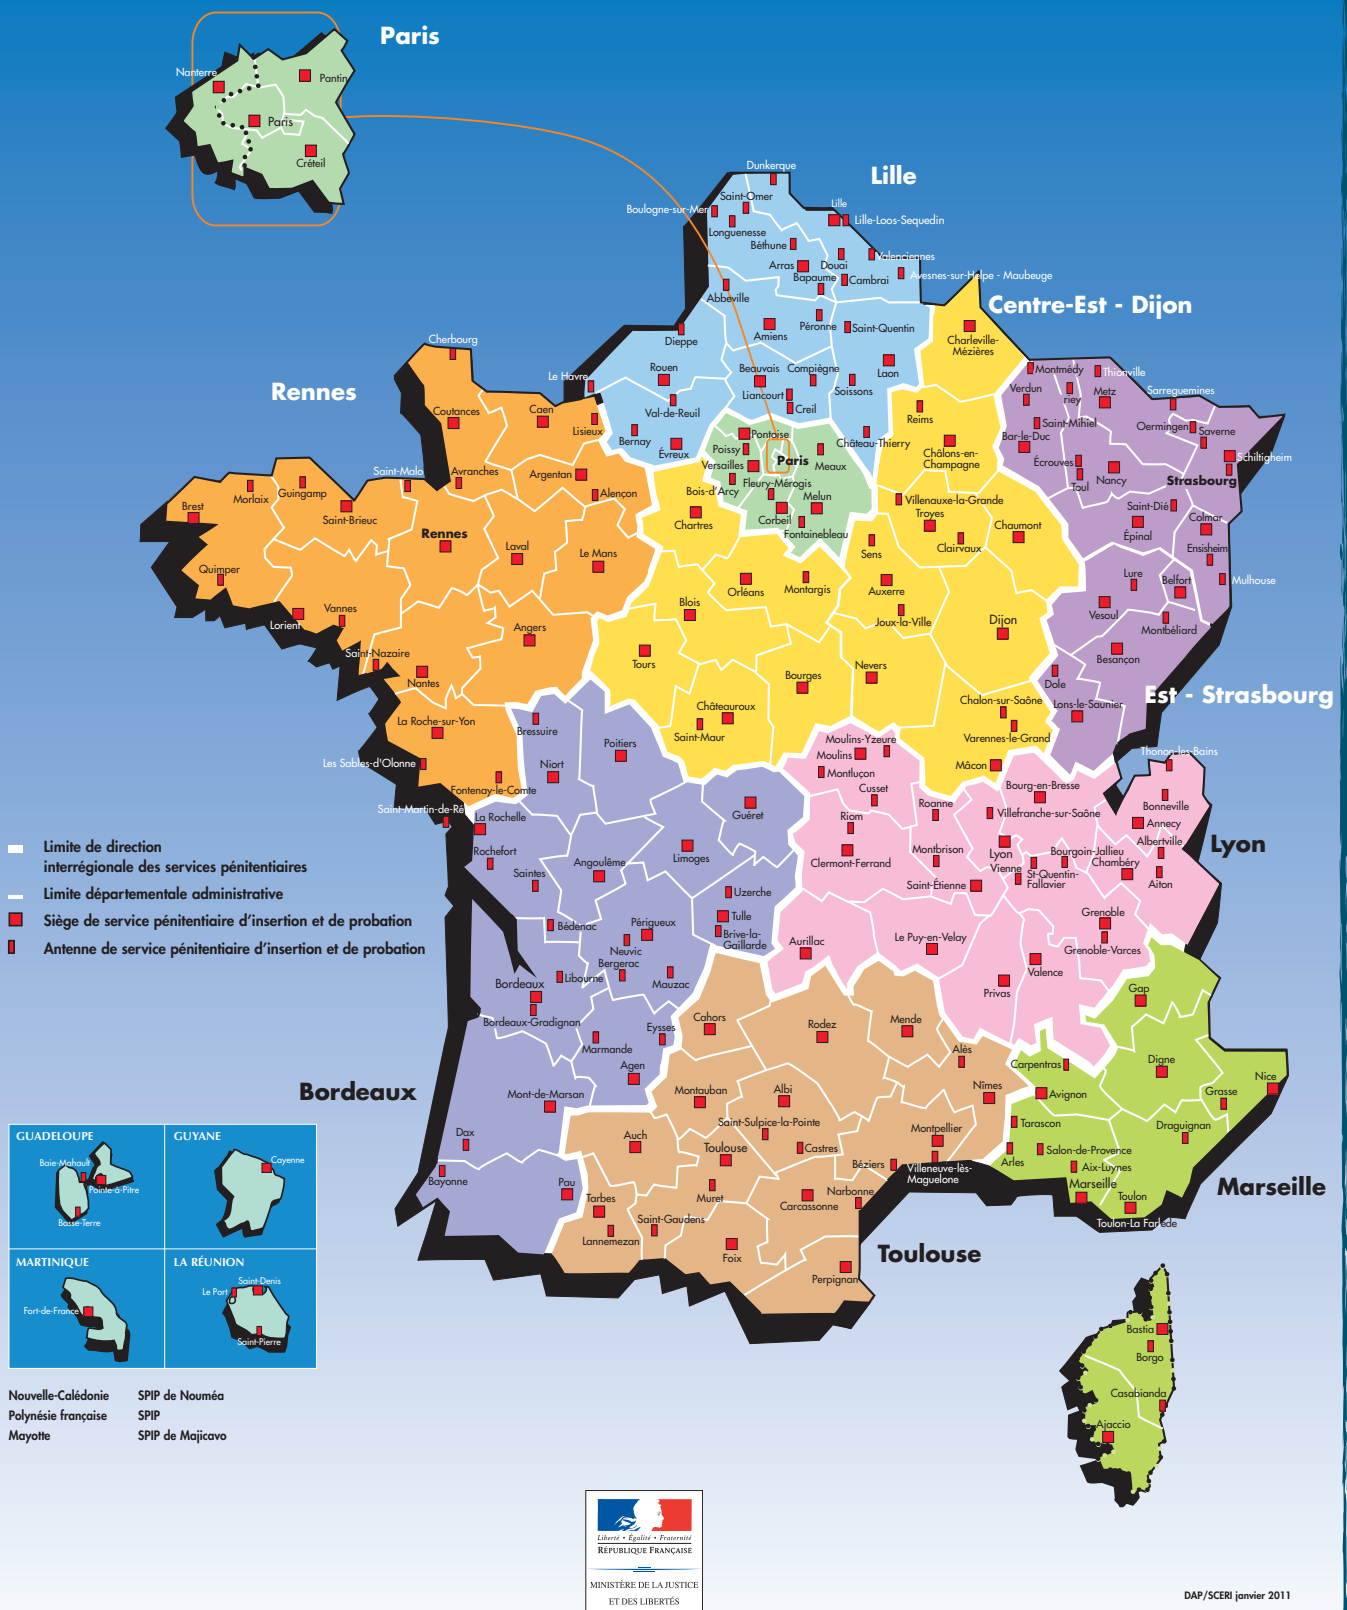 Paris
Nanterre
Pantin
Paris
Créteil
Lille
Dunkerque
Saint-Omer
Boulogne-sur-Mer
Longuenesse
Lille
Lille-Loos-Sequedin
Béthune
Arras
Douai
Valenciennes
Bapaume
Cambrai
Avesnes-sur-Helpe - Maubeuge
Abbeville
Amiens
Péronne
Saint-Quentin
Dieppe
Rouen
Beauvais
Compiègne
Laon
Le Havre
Val-de-Reuil
Liancourt
Creil
Soissons
Bernay
Évreux
Château-Thierry
Centre-Est - Dijon
Charleville-
Mézières
Reims
Châlons-en-
Champagne
Villenauxe-la-Grande
Troyes
Clairvaux
Chaumont
Sens
Auxerre
Joux-la-Ville
Dijon
Chartres
Orléans
Montargis
Blois
Tours
Bourges
Nevers
Châteauroux
Saint-Maur
Chalon-sur-Saône
Varennes-le-Grand
Mâcon
Pontoise
Poissy
Versailles
Paris
Meaux
Bois-d'Arcy
Fleury-Mérogis
Melun
Corbeil
Fontainebleau
Rennes
Cherbourg
Coutances
Caen
Lisieux
Saint-Malo
Avranches
Argentan
Alençon
Morlaix
Guingamp
Brest
Saint-Brieuc
Rennes
Laval
Le Mans
Quimper
Lorient
Vannes
Angers
Saint-Nazaire
Nantes
La Roche-sur-Yon
Les Sables-d'Olonne
Fontenay-le-Comte
Montmédy
Thionville
Verdun
riey
Metz
Sarreguemines
Saint-Mihiel
Bar-le-Duc
Oermingen
Saverne
Schiltigheim
Écrouves
Toul
Nancy
Strasbourg
Saint-Dié
Épinal
Colmar
Ensisheim
Lure
Belfort
Mulhouse
Vesoul
Montbéliard
Besançon
Dole
Lons-le-Saunier
Est - Strasbourg
Bressuire
Poitiers
Niort
Saint-Martin-de-Ré
La Rochelle
Guéret
Rochefort
Angoulême
Limoges
Saintes
Uzerche
Bédenac
Périgueux
Tulle
Neuvic
Brive-la-
Gaillarde
Bergerac
Libourne
Mauzac
Bordeaux
Bordeaux-Gradignan
Marmande
Eysses
Agen
Mont-de-Marsan
Dax
Bayonne
Pau
Bordeaux
Moulins-Yzeure
Moulins
Montluçon
Cusset
Riom
Roanne
Clermont-Ferrand
Montbrison
Bourg-en-Bresse
Villefranche-sur-Saône
Thonon-les-Bains
Bonneville
Annecy
Albertville
Lyon
Bourgoin-Jallieu
Chambéry
Vienne
St-Quentin-
Fallavier
Aiton
Saint-Étienne
Aurillac
Le Puy-en-Velay
Grenoble
Grenoble-Varces
Valence
Privas
Lyon
Limite de direction
interrégionale des services pénitentiaires
Limite départementale administrative
Siège de service pénitentiaire d'insertion et de probation
Antenne de service pénitentiaire d'insertion et de probation
Cahors
Rodez
Mende
Alès
Nîmes
Montauban
Albi
Saint-Sulpice-la-Pointe
Auch
Toulouse
Castres
Montpellier
Béziers
Villeneuve-lès-
Maguelone
Tarbes
Muret
Carcassonne
Narbonne
Lannemezan
Saint-Gaudens
Foix
Perpignan
Toulouse
Gap
Carpentras
Digne
Nice
Avignon
Grasse
Tarascon
Draguignan
Arles
Salon-de-Provence
Aix-Luynes
Marseille
Toulon
Toulon-La Farlède
Marseille
Bastia
Borgo
Casabianda
Ajaccio
GUADELOUPE
Baie-Mahault
Pointe-à-Pitre
Basse-Terre
GUYANE
Cayenne
MARTINIQUE
Fort-de-France
LA RÉUNION
Saint-Denis
Le Port
Saint-Pierre
Nouvelle-Calédonie SPIP de Nouméa
Polynésie française SPIP
Mayotte SPIP de Majicavo
Liberté • Égalité • Fraternité
RÉPUBLIQUE FRANÇAISE
MINISTÈRE DE LA JUSTICE
ET DES LIBERTÉS
DAP/SCERI janvier 2011